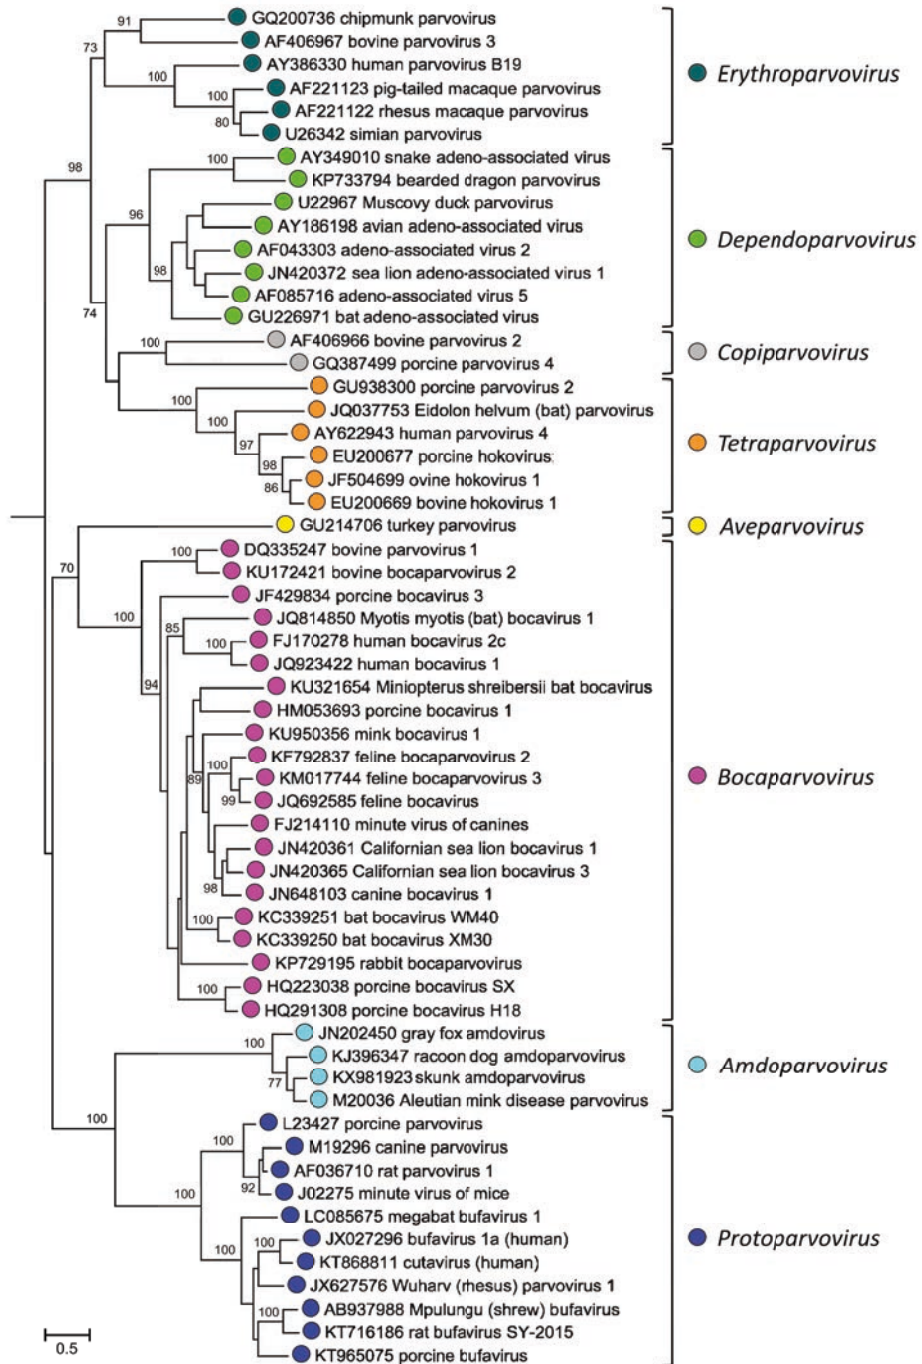 GQ200736 chipmunk parvovirus
91
AF406967 bovine parvovirus 3
73
AY386330 human parvovirus B19
100
AF221123 pig-tailed macaque parvovirus
100
Erythroparvovirus
AF221122 rhesus macaque parvovirus
80
U26342 simian parvovirus
98
AY349010 snake adeno-associated virus
100
KP733794 bearded dragon parvovirus
96
U22967 Muscovy duck parvovirus
AY186198 avian adeno-associated virus
Dependoparvovirus
AF043303 adeno-associated virus 2
98
JN420372 sea lion adeno-associated virus 1
AF085716 adeno-associated virus 5
74
GU226971 bat adeno-associated virus
AF406966 bovine parvovirus 2
100
Copiparvovirus
GQ387499 porcine parvovirus 4
GU938300 porcine parvovirus 2
100
JQ037753 Eidolon helvum (bat) parvovirus
100
AY622943 human parvovirus 4
97
Tetraparvovirus
EU200677 porcine hokovirus
98
JF504699 ovine hokovirus 1
86
EU200669 bovine hokovirus 1
GU214706 turkey parvovirus
Aveparvovirus
DQ335247 bovine parvovirus 1
100
70
KU172421 bovine bocaparvovirus 2
JF429834 porcine bocavirus 3
100
JQ814850 Myotis myotis (bat) bocavirus 1
85
FJ170278 human bocavirus 2c
100
JQ923422 human bocavirus 1
94
KU321654 Miniopterus shreibersii bat bocavirus
HM053693 porcine bocavirus 1
KU950356 mink bocavirus 1
KF792837 feline bocaparvovirus 2
100
89
KM017744 feline bocaparvovirus 3
Bocaparvovirus
99
JQ692585 feline bocavirus
FJ214110 minute virus of canines
JN420361 Californian sea lion bocavirus 1
JN420365 Californian sea lion bocavirus 3
98
JN648103 canine bocavirus 1
KC339251 bat bocavirus WM40
100
KC339250 bat bocavirus XM30
KP729195 rabbit bocaparvovirus
HQ223038 porcine bocavirus SX
100
HQ291308 porcine bocavirus H18
JN202450 gray fox amdovirus
100
KJ396347 racoon dog amdoparvovirus
Amdoparvovirus
77
KX981923 skunk amdoparvovirus
M20036 Aleutian mink disease parvovirus
100
L23427 porcine parvovirus
100
M19296 canine parvovirus
AF036710 rat parvovirus 1
92
J02275 minute virus of mice
100
LC085675 megabat bufavirus 1
JX027296 bufavirus 1a (human)
Protoparvovirus
100
100
KT868811 cutavirus (human)
JX627576 Wuharv (rhesus) parvovirus 1
AB937988 Mpulungu (shrew) bufavirus
100
KT716186 rat bufavirus SY-2015
KT965075 porcine bufavirus
0.5